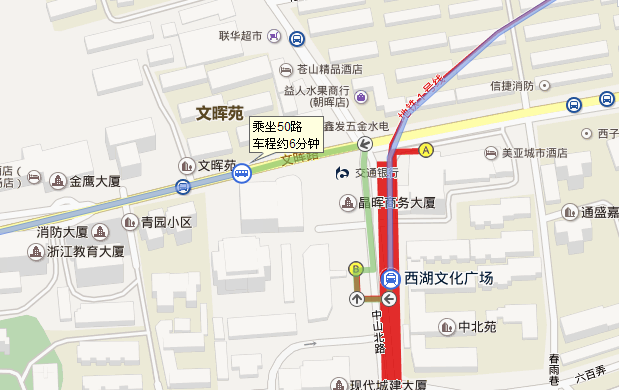 联华超市
苍山精品酒店
地铁1号线
信捷消防
益人水果商行
(朝晖店)
文晖苑
乘坐50路
车程约6分钟
鑫发五金水电
西子
文晖路
文晖苑
交通银行
A
美亚城市酒店
店)
金鹰大厦
晶晖商务大厦
青园小区
通盛嘉
消防大厦
浙江教育大厦
B
西湖文化广场
中山北路
中北苑
春雨巷
六百弄
现代城建大厦